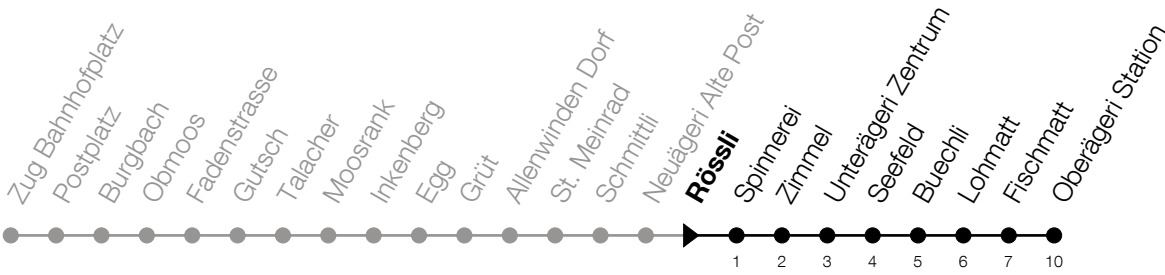 Zug Bahnhofplatz
Postplatz
Burgbach
Obmoos
Fadenstrasse
Gutsch
Talacher
Moosrank
Inkenberg
Egg
Grüt
Allenwinden Dorf
St. Meinrad
Schmittli
Neuägeri Alte Post
Rössli
Spinnerei
Zimmel
Unterägeri Zentrum
Seefeld
Buechli
Lohmatt
Fischmatt
Oberägeri Station
1 2 3 4 5 6 7 10